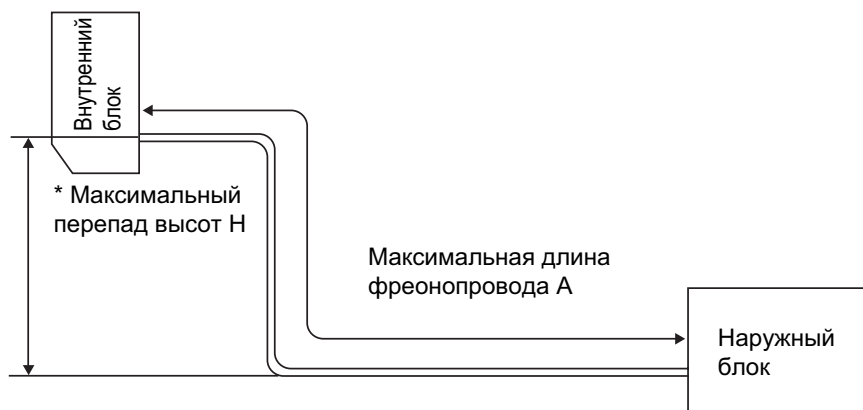 Внутренний
блок
* Максимальный
перепад высот H
Максимальная длина
фреонопровода A
Наружный
блок